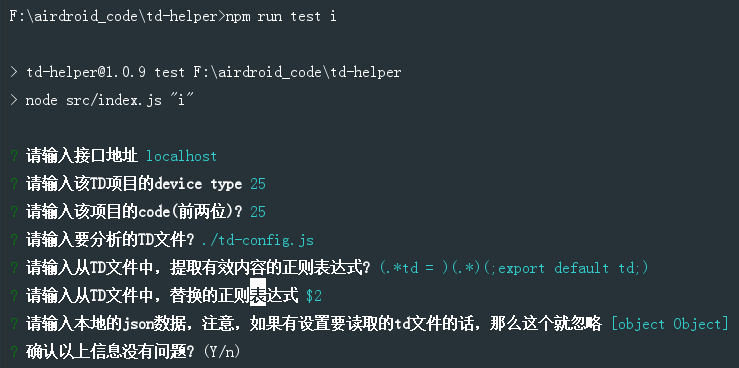 F:\airdroid_code\td-helper>npm run test i
> td-helper@1.0.9 test F:\airdroid_code\td-helper
> node src/index.js "i"
? 请输入接口地址 localhost
? 请输入该TD项目的device type 25
? 请输入该项目的code(前两位)? 25
? 请输入要分析的TD文件? ./td-config.js
? 请输入从TD文件中，提取有效内容的正则表达式? (.*td = )(.*)(;export default td;)
? 请输入从TD文件中，替换的正则表达式 $2
? 请输入本地的json数据，注意，如果有设置要读取的td文件的话，那么这个就忽略 [object Object]
? 确认以上信息没有问题? (Y/n)